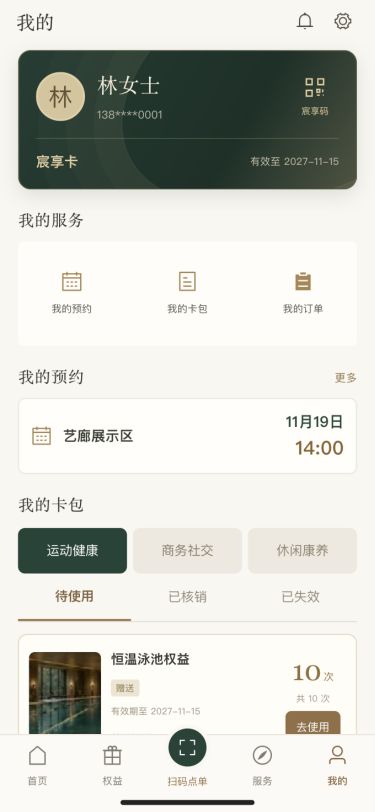 我的
林
林女士
138****0001
宸享码
宸享卡
有效至 2027-11-15
我的服务
我的预约
我的卡包
我的订单
我的预约
更多
艺廊展示区
11月19日
14:00
我的卡包
运动健康
商务社交
休闲康养
待使用
已核销
已失效
恒温泳池权益
赠送
有效期至 2027-11-15
10次
共 10 次
去使用
首页
权益
扫码点单
服务
我的